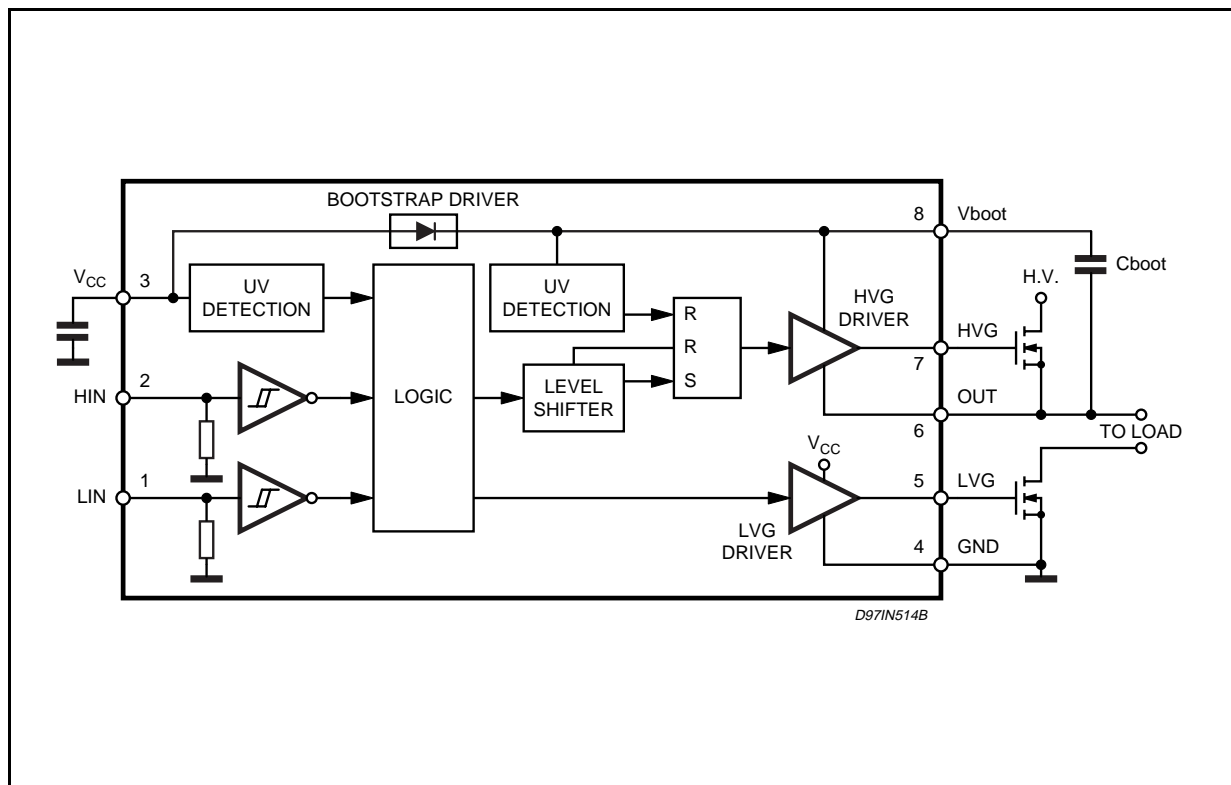 BOOTSTRAP DRIVER
8
Vboot
VCC
3
UV
DETECTION
UV
DETECTION
R
R
S
HVG
DRIVER
H.V.
Cboot
HVG
7
HIN
2
LOGIC
LEVEL
SHIFTER
OUT
6
TO LOAD
VCC
LIN
1
5
LVG
LVG
DRIVER
4
GND
D97IN514B